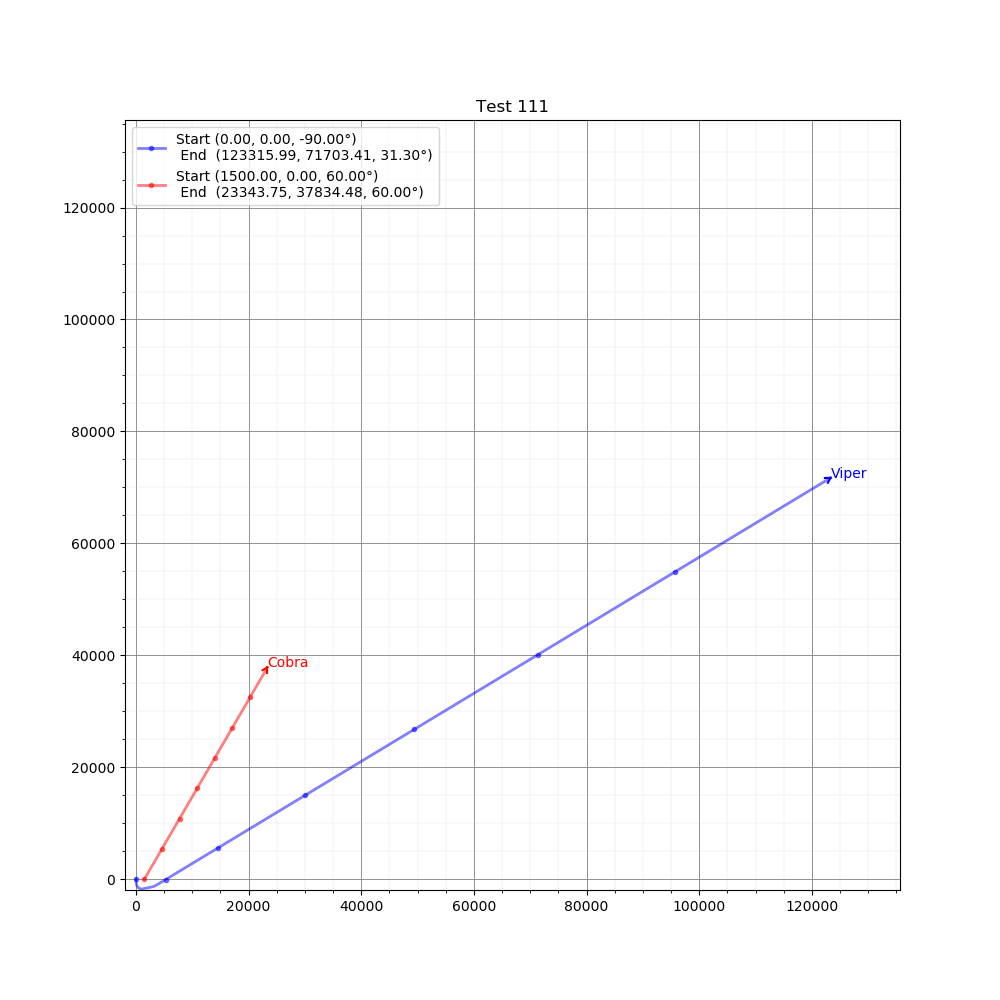 Test 111
Start (0.00, 0.00, -90.00°)
End  (123315.99, 71703.41, 31.30°)
Start (1500.00, 0.00, 60.00°)
End  (23343.75, 37834.48, 60.00°)
120000
100000
80000
60000
40000
20000
0
Viper
Cobra
0 20000 40000 60000 80000 100000 120000